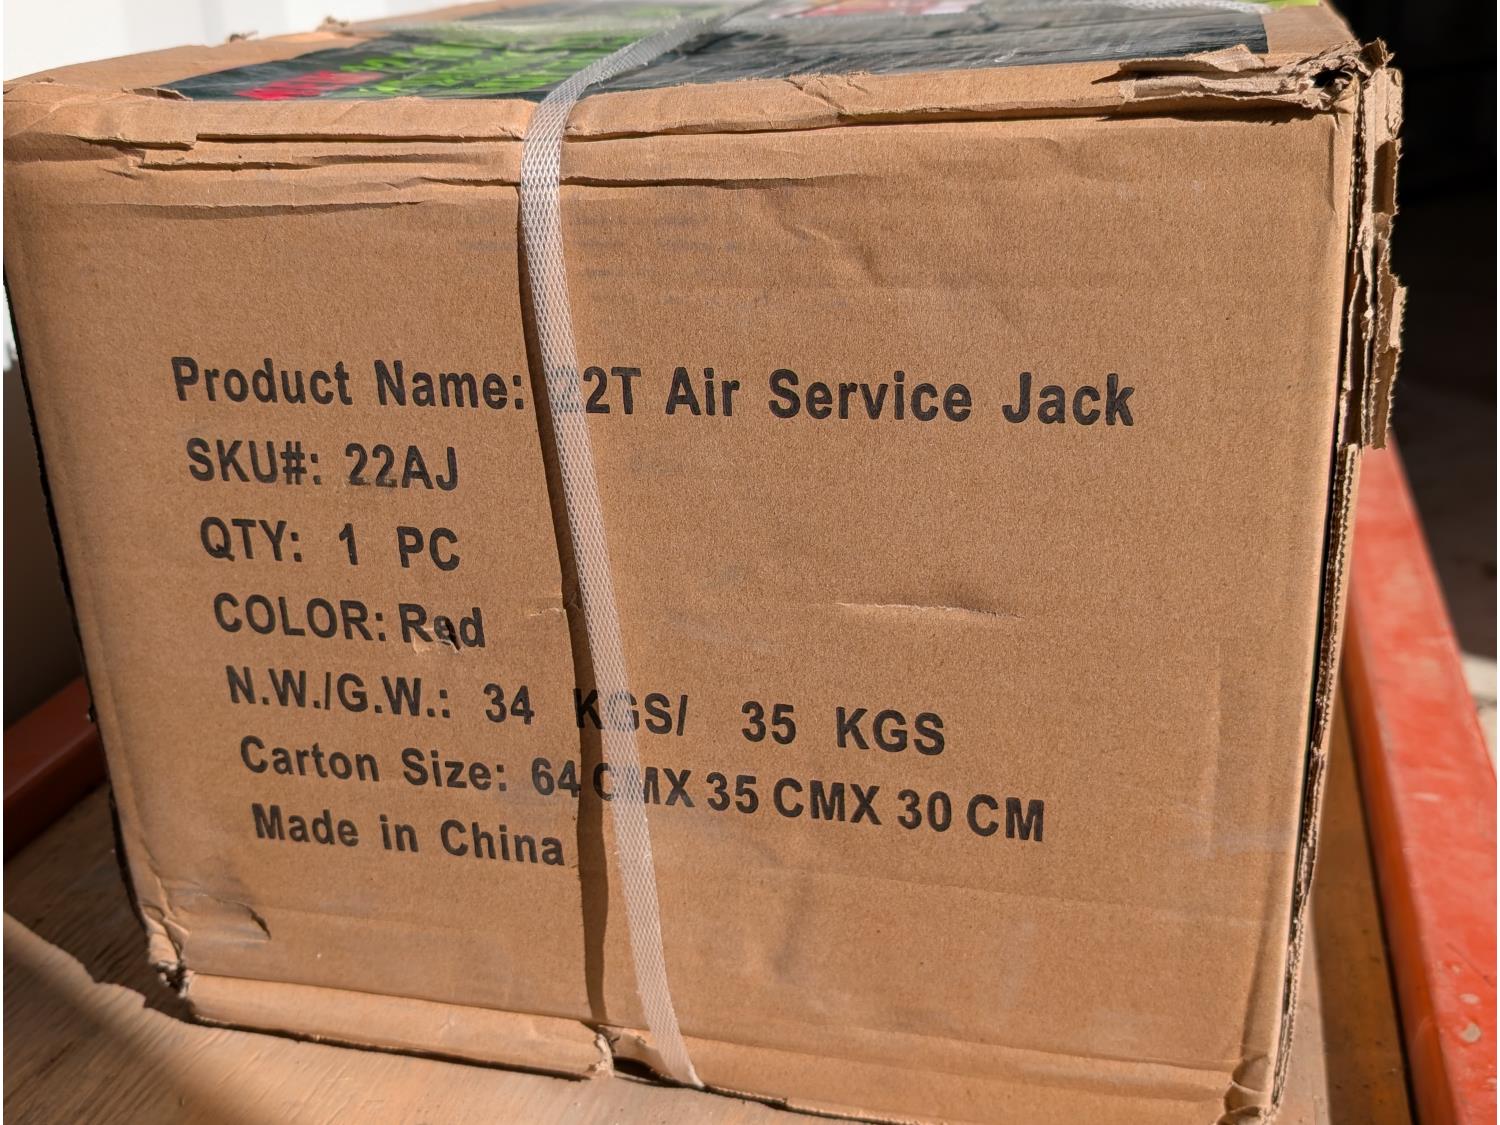 Product Name: 22T Air Service Jack
SKU#: 22AJ
QTY: 1 PC
COLOR: Red
N.W./G.W.: 34 KGS/ 35 KGS
Carton Size: 64 CMX 35 CMX 30 CM
Made in China